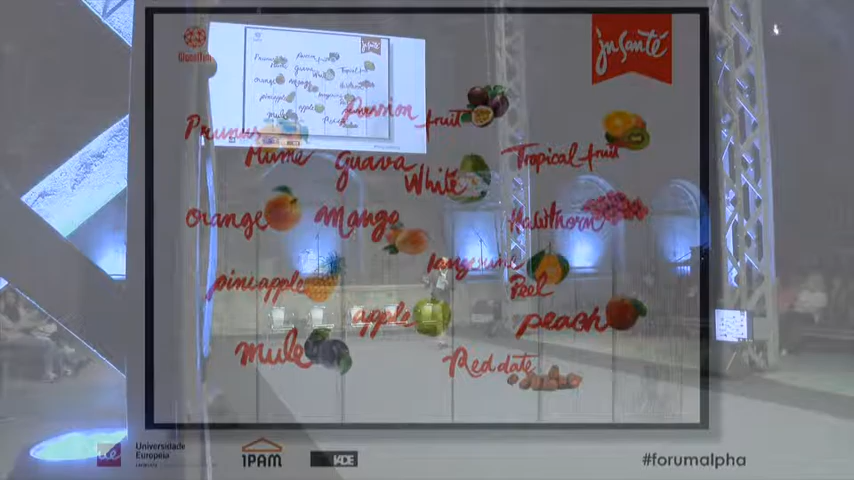 jusanté
Passion fruit
Prunus Mume
Guava White
Tropical fruit
orange
mango
Hawthorn
pineapple
Tangerine Peel
apple
peach
Mule
Red date
Universidade
Europeia
IPAM
IADE
#forumalpha